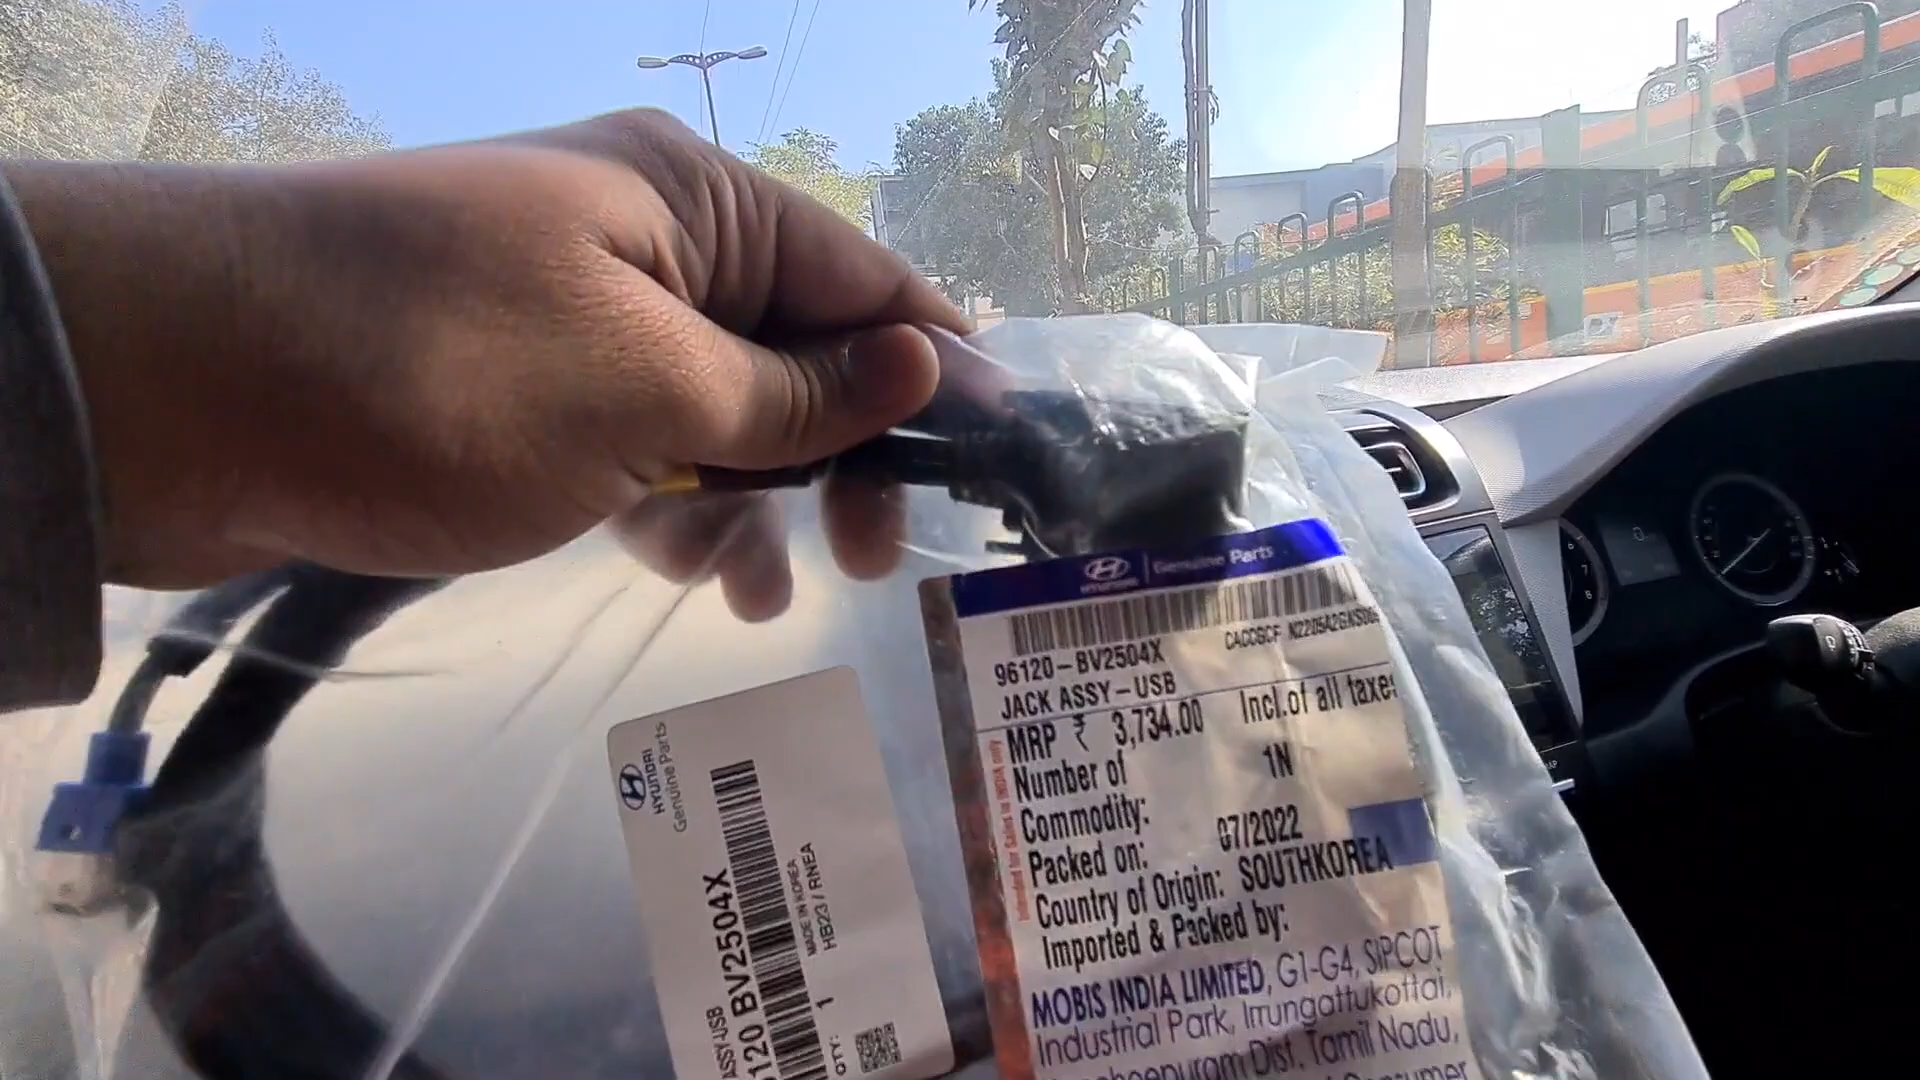 HYUNDAI
Genuine Parts
96120-BV2504X
JACK ASSY-USB
MRP ₹ 3,734.00 Incl.of all taxes
Number of 1N
Commodity:
Packed on: 07/2022
Country of Origin: SOUTHKOREA
Imported & Packed by:
MOBIS INDIA LIMITED, G1-G4, SIPCOT
Industrial Park, Irrungattukottai,
Dist. Tamil Nadu,
Intended for Sales in INDIA only
HYUNDAI
Genuine Parts
ASSY-USB
120 BV2504X
MADE IN KOREA
HB23 / RNEA
QTY: 1